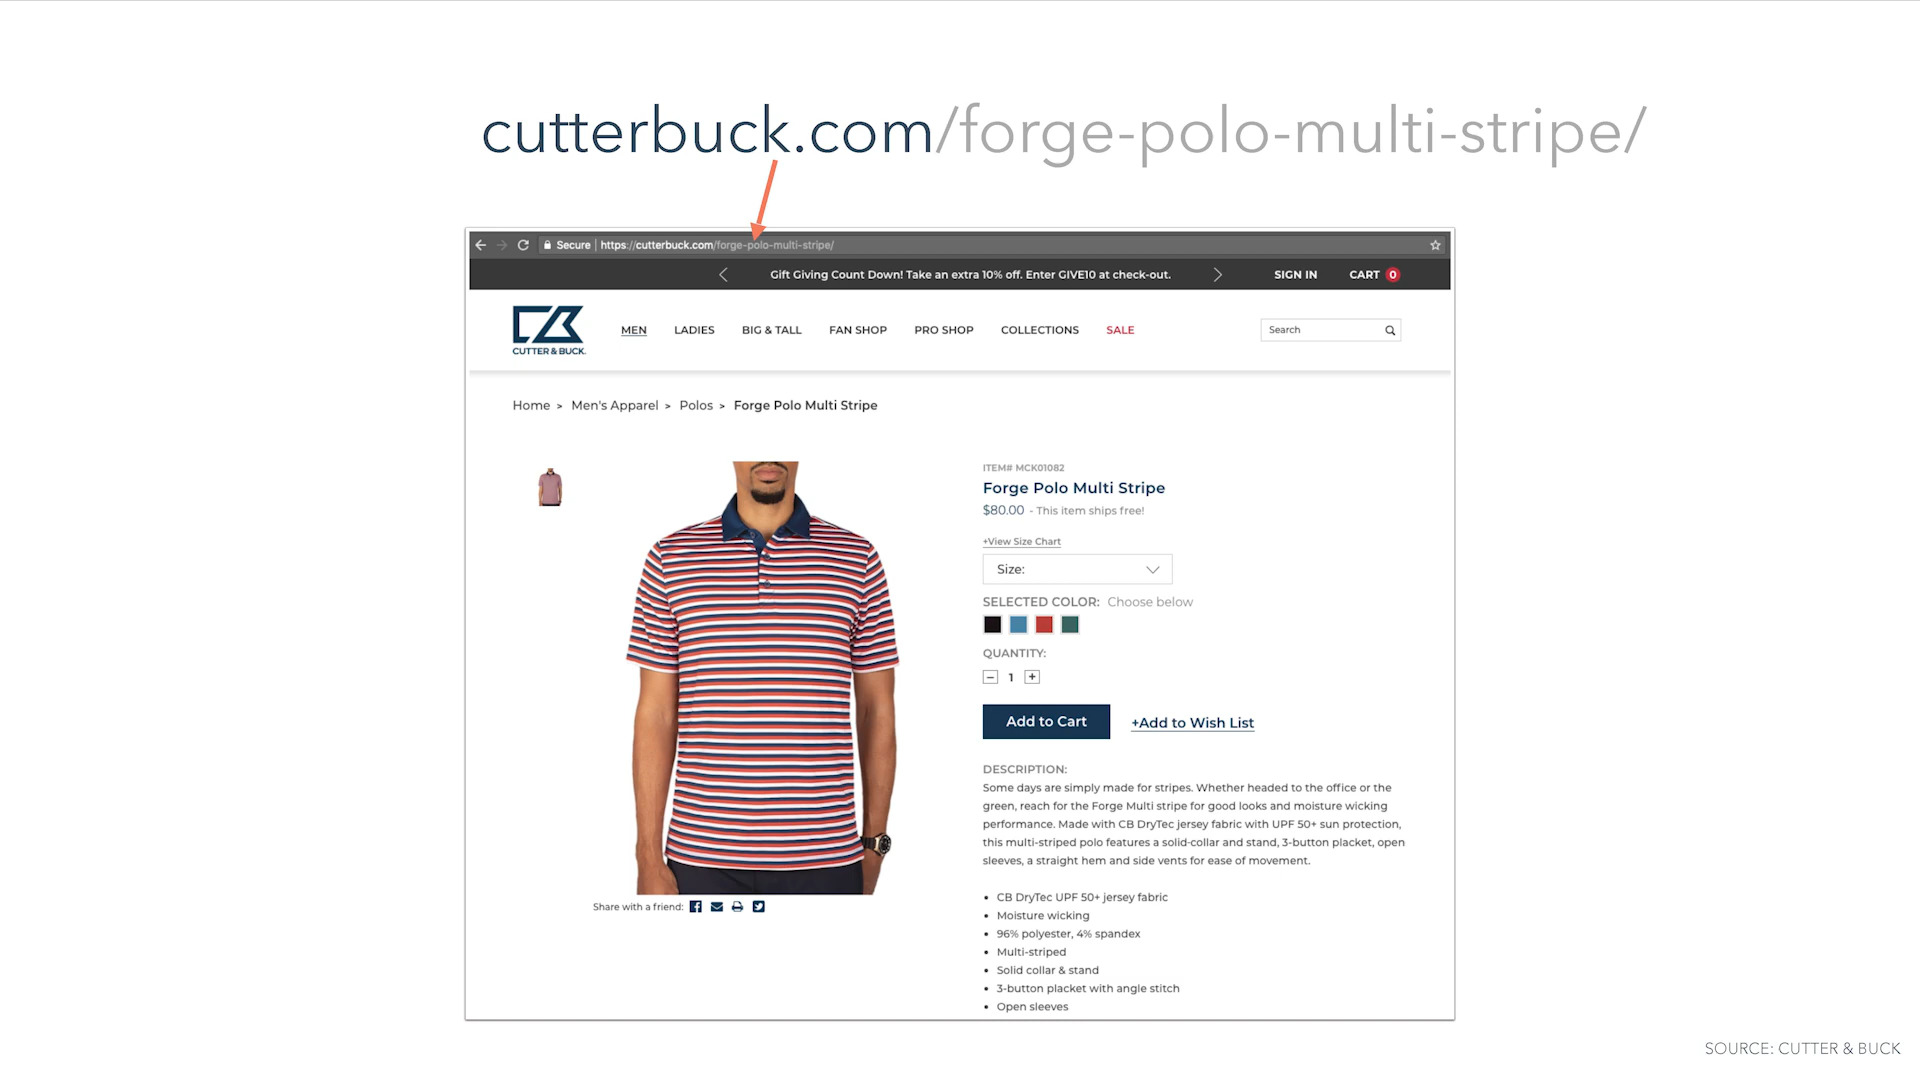 cutterbuck.com/forge-polo-multi-stripe/
Secure | https://cutterbuck.com/forge-polo-multi-stripe/
Gift Giving Count Down! Take an extra 10% off. Enter GIVE10 at check-out.
SIGN IN
CART 0
CUTTER & BUCK.
MEN
LADIES
BIG & TALL
FAN SHOP
PRO SHOP
COLLECTIONS
SALE
Search
Home > Men's Apparel > Polos > Forge Polo Multi Stripe
ITEM# MCK01082
Forge Polo Multi Stripe
$80.00 - This item ships free!
+View Size Chart
Size:
SELECTED COLOR: Choose below
QUANTITY:
– 1 +
Add to Cart
+Add to Wish List
DESCRIPTION:
Some days are simply made for stripes. Whether headed to the office or the
green, reach for the Forge Multi stripe for good looks and moisture wicking
performance. Made with CB DryTec jersey fabric with UPF 50+ sun protection,
this multi-striped polo features a solid-collar and stand, 3-button placket, open
sleeves, a straight hem and side vents for ease of movement.
• CB DryTec UPF 50+ jersey fabric
• Moisture wicking
• 96% polyester, 4% spandex
• Multi-striped
• Solid collar & stand
• 3-button placket with angle stitch
• Open sleeves
Share with a friend:
SOURCE: CUTTER & BUCK